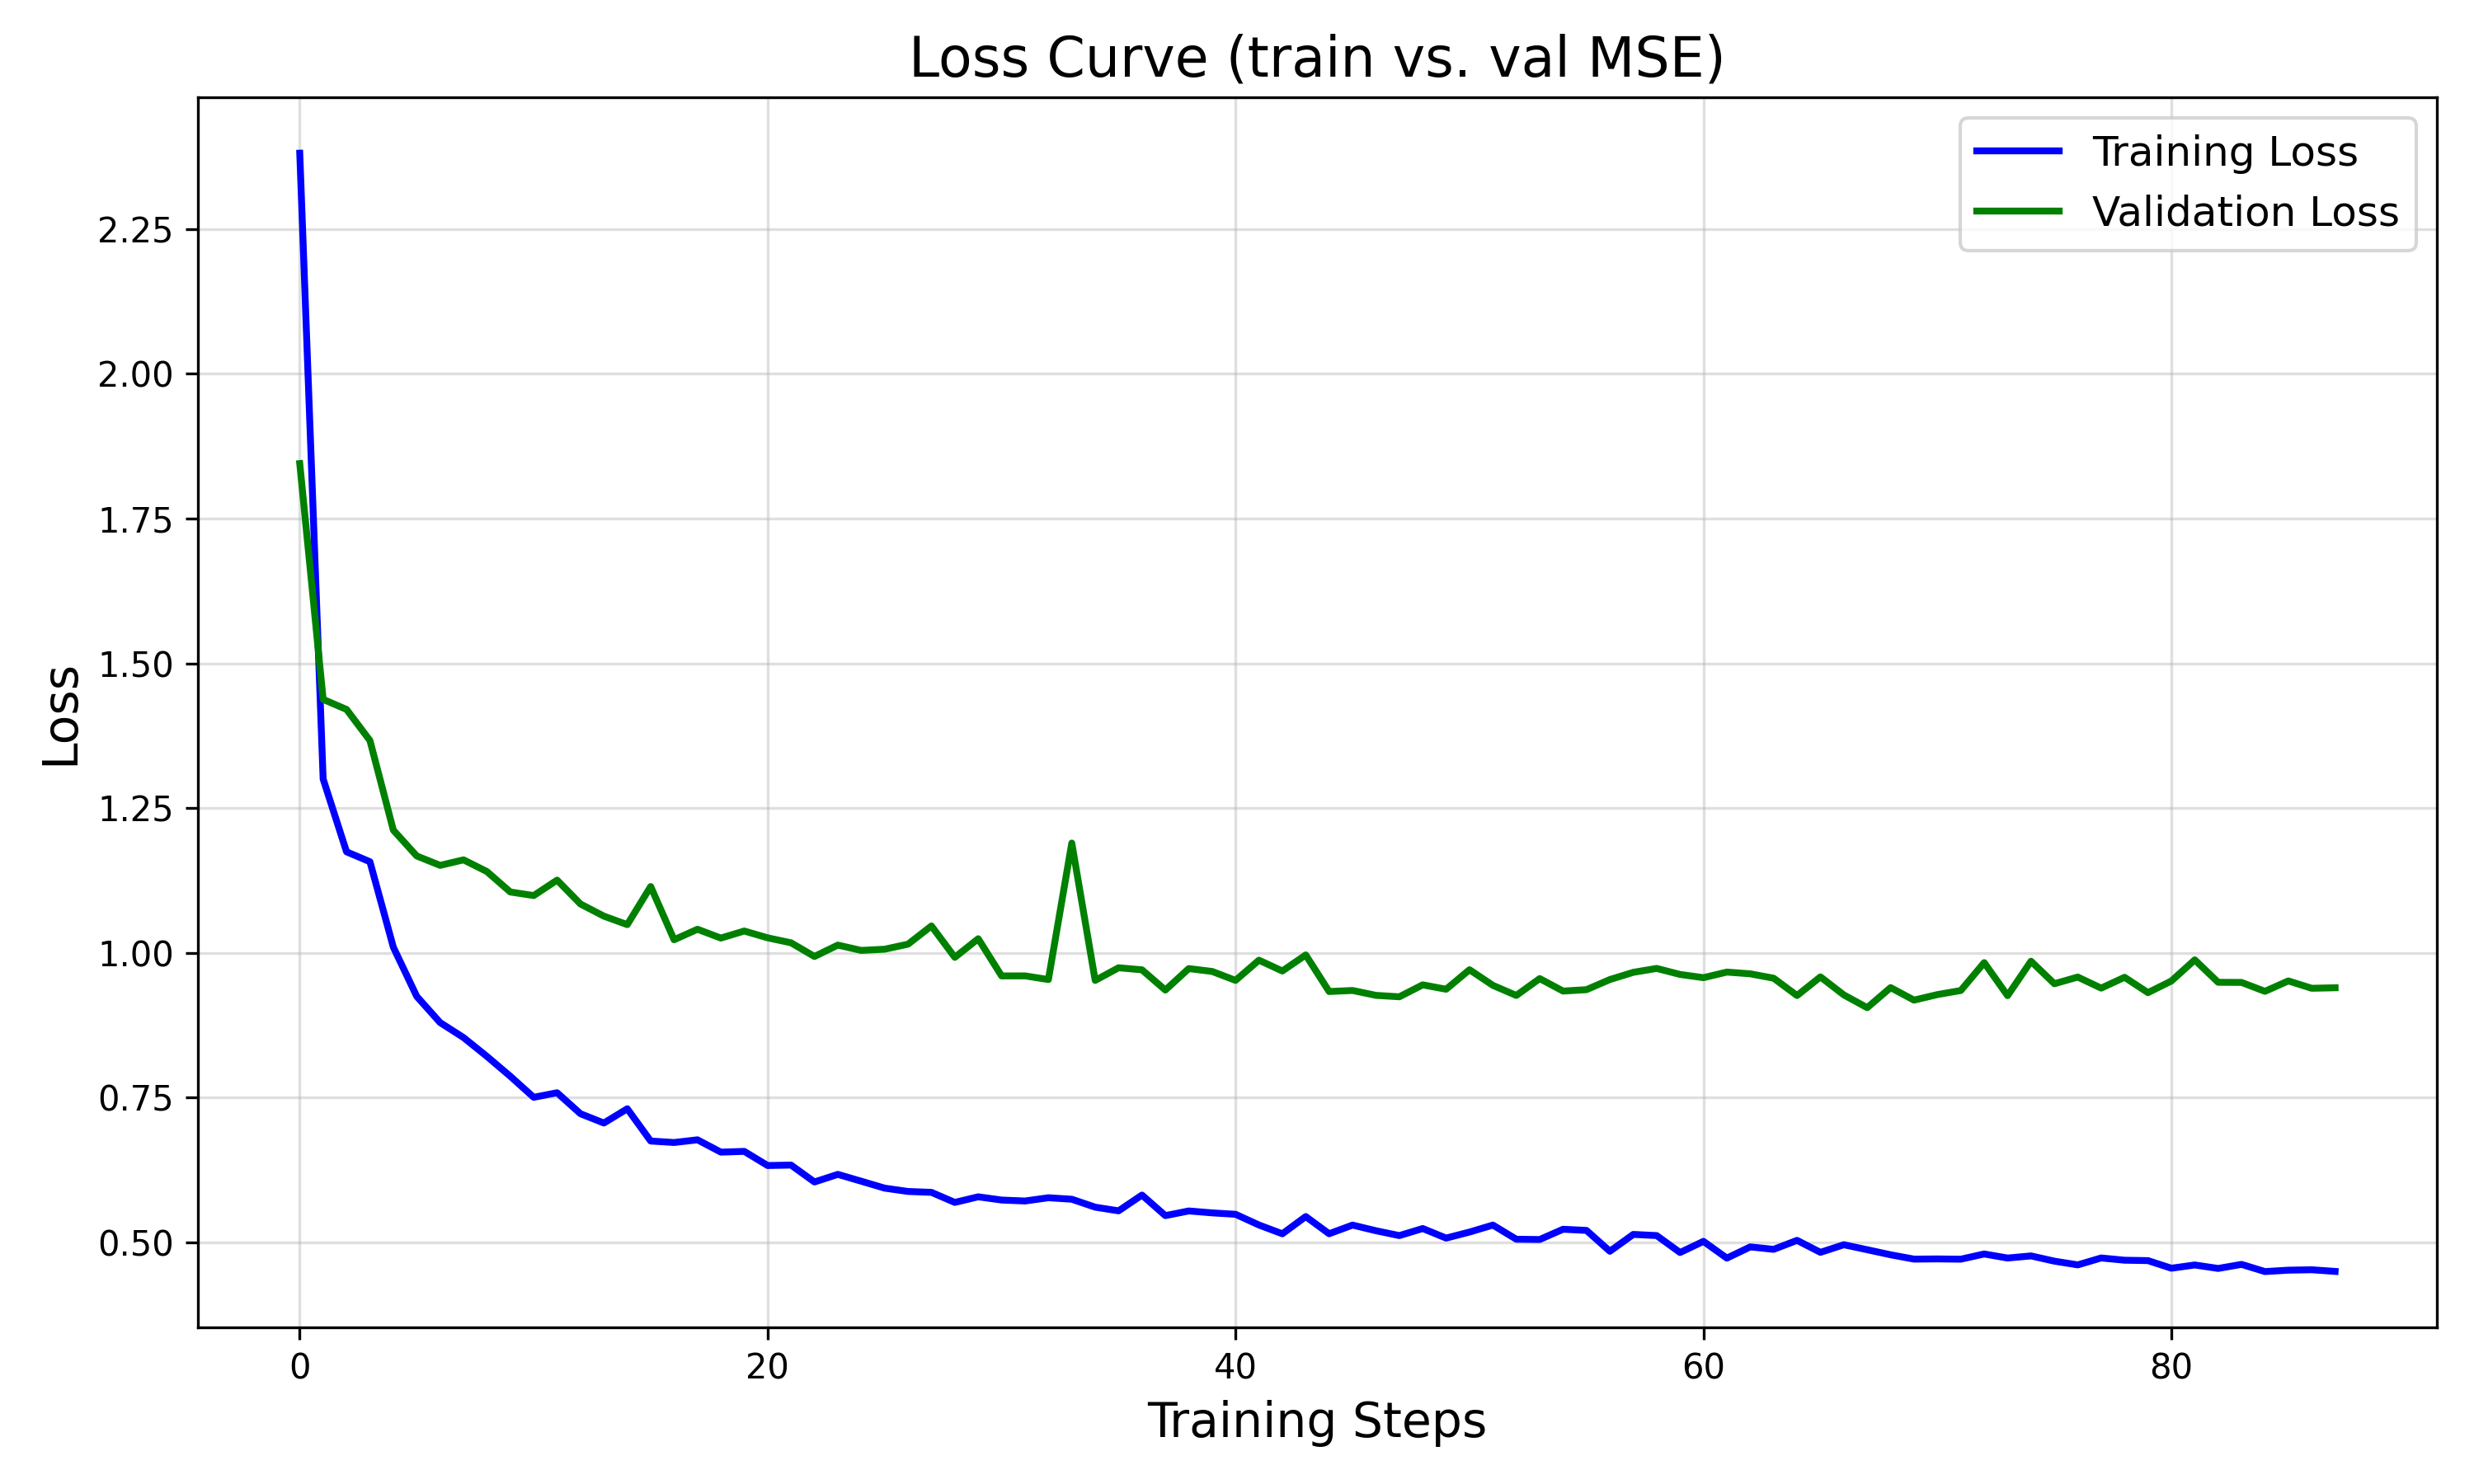 Loss Curve (train vs. val MSE)
Training Loss
Validation Loss
2.25
2.00
1.75
1.50
1.25
1.00
0.75
0.50
Loss
0
20
40
60
80
Training Steps